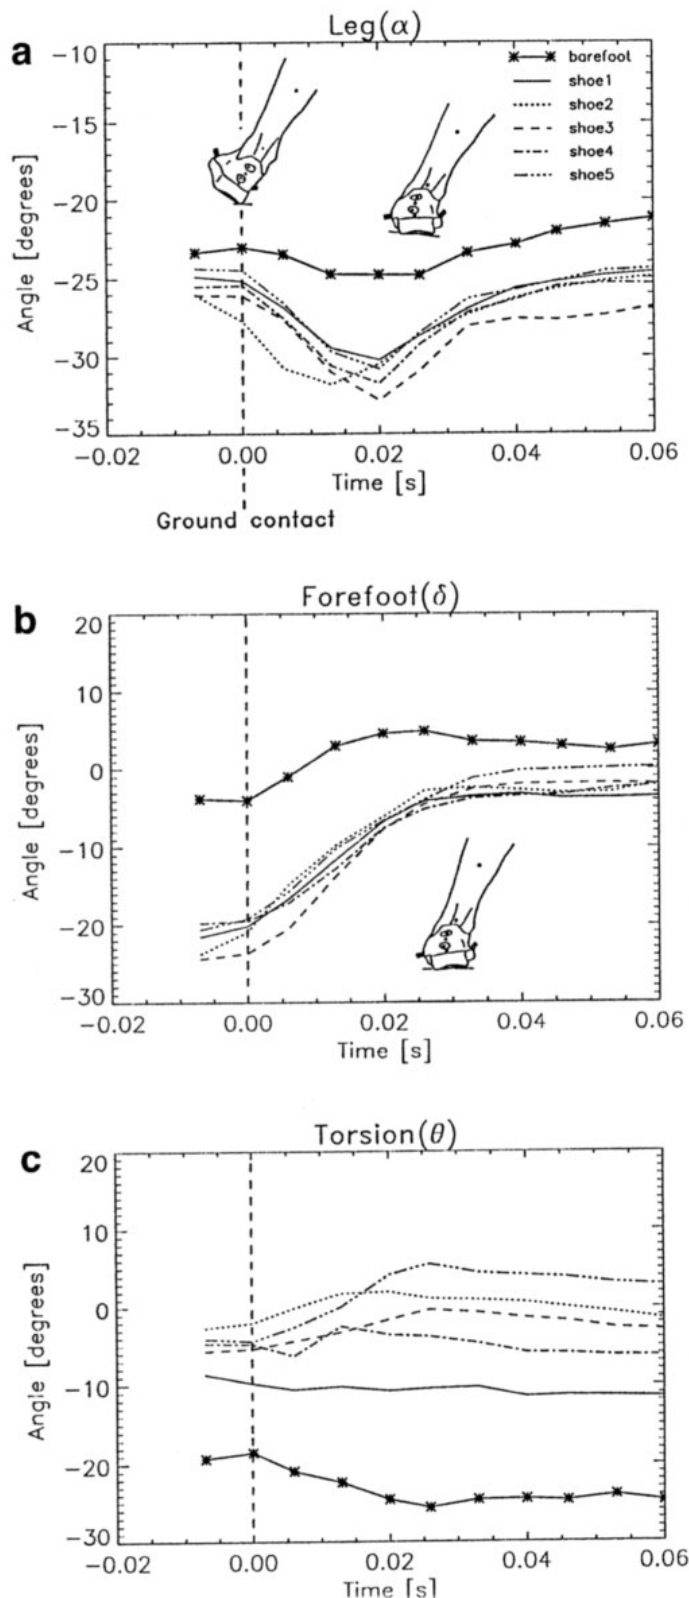 Leg(α)
a
−10
−15
−20
−25
−30
−35
Angle [degrees]
barefoot
shoe1
shoe2
shoe3
shoe4
shoe5
−0.02 0.00 0.02 0.04 0.06
Time [s]
Ground contact
Forefoot(δ)
b
20
10
0
−10
−20
−30
Angle [degrees]
−0.02 0.00 0.02 0.04 0.06
Time [s]
Torsion(θ)
c
20
10
0
−10
−20
−30
Angle [degrees]
−0.02 0.00 0.02 0.04 0.06
Time [s]